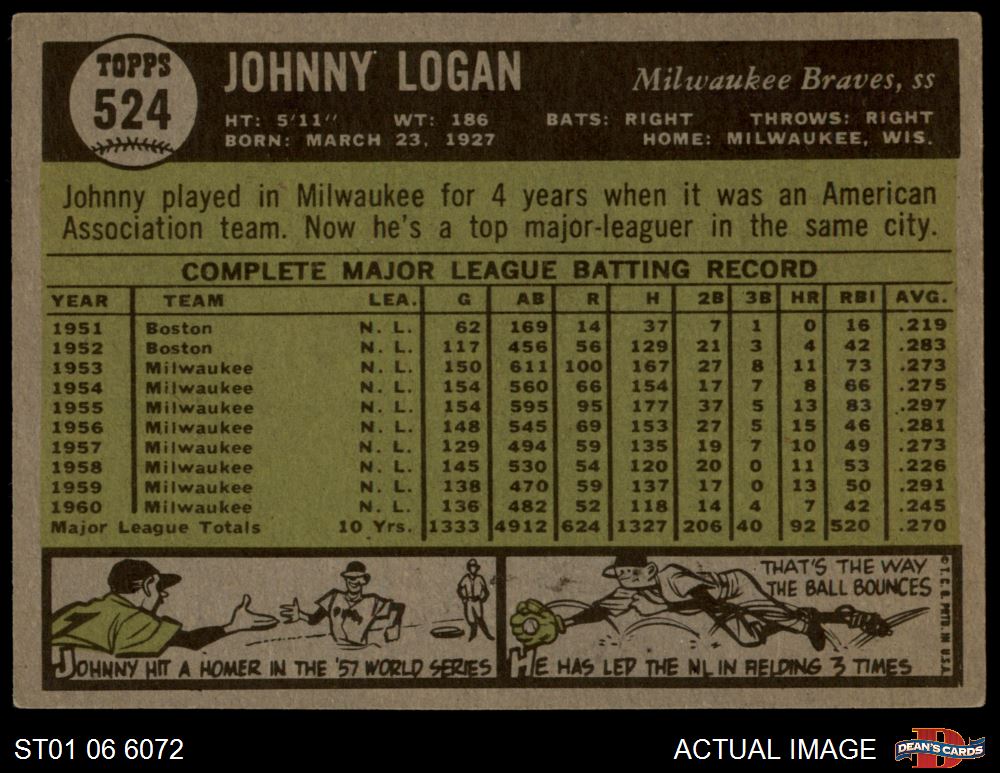 TOPPS
524
JOHNNY LOGAN
Milwaukee Braves, ss
HT: 5'11" WT: 186 BATS: RIGHT THROWS: RIGHT
BORN: MARCH 23, 1927 HOME: MILWAUKEE, WIS.
Johnny played in Milwaukee for 4 years when it was an American
Association team. Now he's a top major-leaguer in the same city.
COMPLETE MAJOR LEAGUE BATTING RECORD
YEAR TEAM LEA. G AB R H 2B 3B HR RBI AVG.
1951 Boston N. L. 62 169 14 37 7 1 0 16 .219
1952 Boston N. L. 117 456 56 129 21 3 4 42 .283
1953 Milwaukee N. L. 150 611 100 167 27 8 11 73 .273
1954 Milwaukee N. L. 154 560 66 154 17 7 8 66 .275
1955 Milwaukee N. L. 154 595 95 177 37 5 13 83 .297
1956 Milwaukee N. L. 148 545 69 153 27 5 15 46 .281
1957 Milwaukee N. L. 129 494 59 135 19 7 10 49 .273
1958 Milwaukee N. L. 145 530 54 120 20 0 11 53 .226
1959 Milwaukee N. L. 138 470 59 137 17 0 13 50 .291
1960 Milwaukee N. L. 136 482 52 118 14 4 7 42 .245
Major League Totals 10 Yrs. 1333 4912 624 1327 206 40 92 520 .270
JOHNNY HIT A HOMER IN THE '57 WORLD SERIES
THAT'S THE WAY
THE BALL BOUNCES
HE HAS LED THE NL IN FIELDING 3 TIMES
© T.C.G. PRTD. IN U.S.A.
ST01 06 6072
ACTUAL IMAGE
DEAN'S CARDS